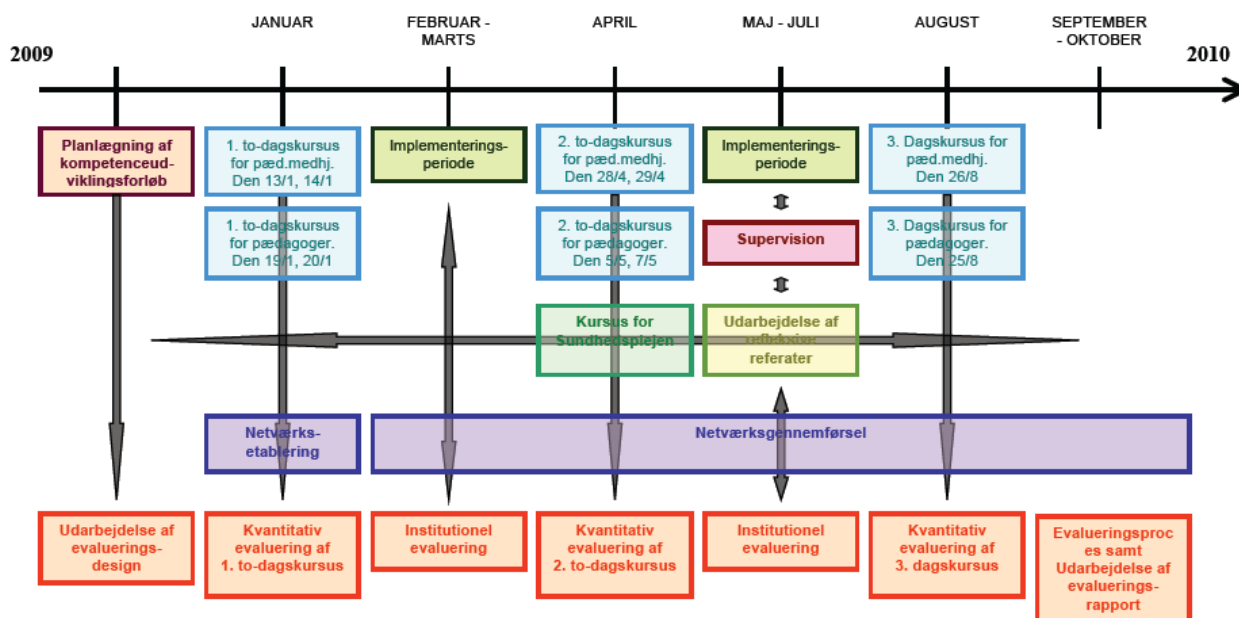 JANUAR
FEBRUAR -
MARTS
APRIL
MAJ - JULI
AUGUST
SEPTEMBER
- OKTOBER
2009
2010
Planlægning af
kompetenceud-
viklingsforløb
1. to-dagskursus
for pæd.medhj.
Den 13/1, 14/1
Implementerings-
periode
2. to-dagskursus
for pæd.medhj.
Den 28/4, 29/4
Implementerings-
periode
3. Dagskursus for
pæd.medhj.
Den 26/8
1. to-dagskursus
for pædagoger.
Den 19/1, 20/1
2. to-dagskursus
for pædagoger.
Den 5/5, 7/5
Supervision
3. Dagskursus for
pædagoger.
Den 25/8
Kursus for
Sundhedsplejen
Udarbejdelse af
refleksive
referater
Netværks-
etablering
Netværksgennemførsel
Udarbejdelse af
evaluerings-
design
Kvantitativ
evaluering af
1. to-dagskursus
Institutionel
evaluering
Kvantitativ
evaluering af
2. to-dagskursus
Institutionel
evaluering
Kvantitativ
evaluering af
3. dagskursus
Evalueringsproc
es samt
Udarbejdelse af
evaluerings-
rapport